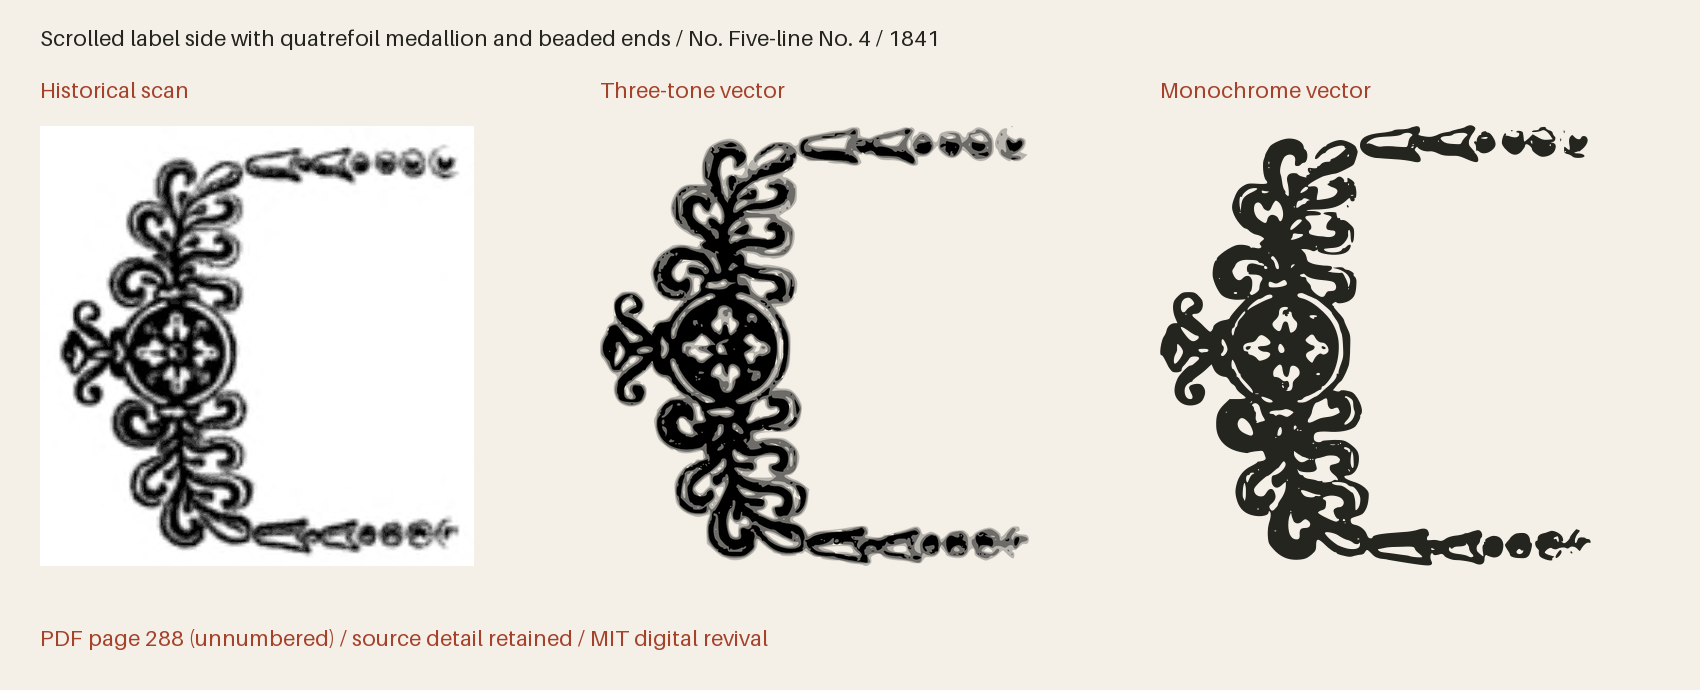 Scrolled label side with quatrefoil medallion and beaded ends / No. Five-line No. 4 / 1841
Historical scan
Three-tone vector
Monochrome vector
PDF page 288 (unnumbered) / source detail retained / MIT digital revival